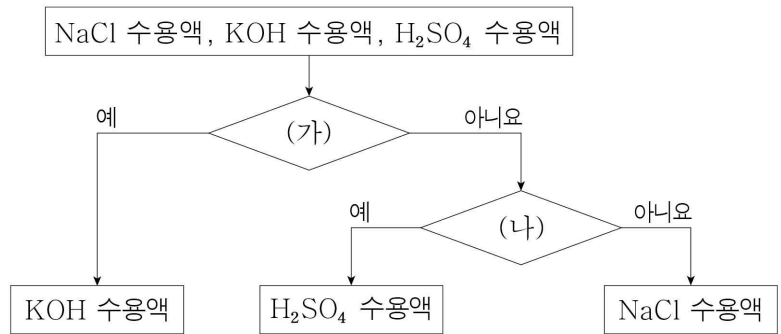 NaCl 수용액, KOH 수용액, H₂SO₄ 수용액
예
(가)
아니요
예
(나)
아니요
KOH 수용액
H₂SO₄ 수용액
NaCl 수용액